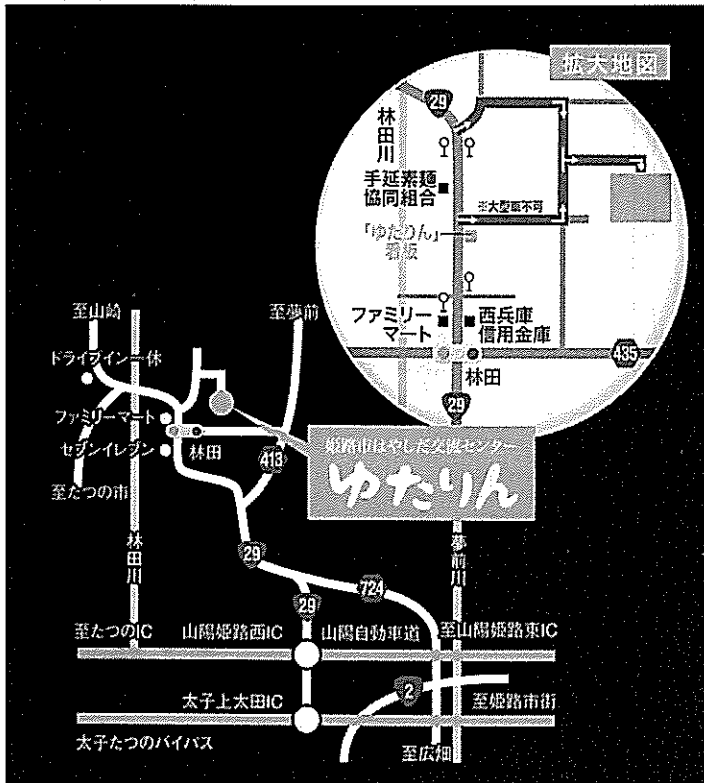 拡大地図
29
林田川
手延素麺
協同組合
※大型車不可
「ゆたりん」
看板
ファミリー
マート
西兵庫
信用金庫
林田
435
29
至山崎
至夢前
ドライブイン一休
ファミリーマート
セブンイレブン
林田
413
至たつの市
姫路市はやしだ交流センター
ゆたりん
林田川
夢前川
29
724
29
至たつのIC
山陽姫路西IC
山陽自動車道
至山陽姫路東IC
太子上太田IC
2
至姫路市街
太子たつのバイパス
至広畑